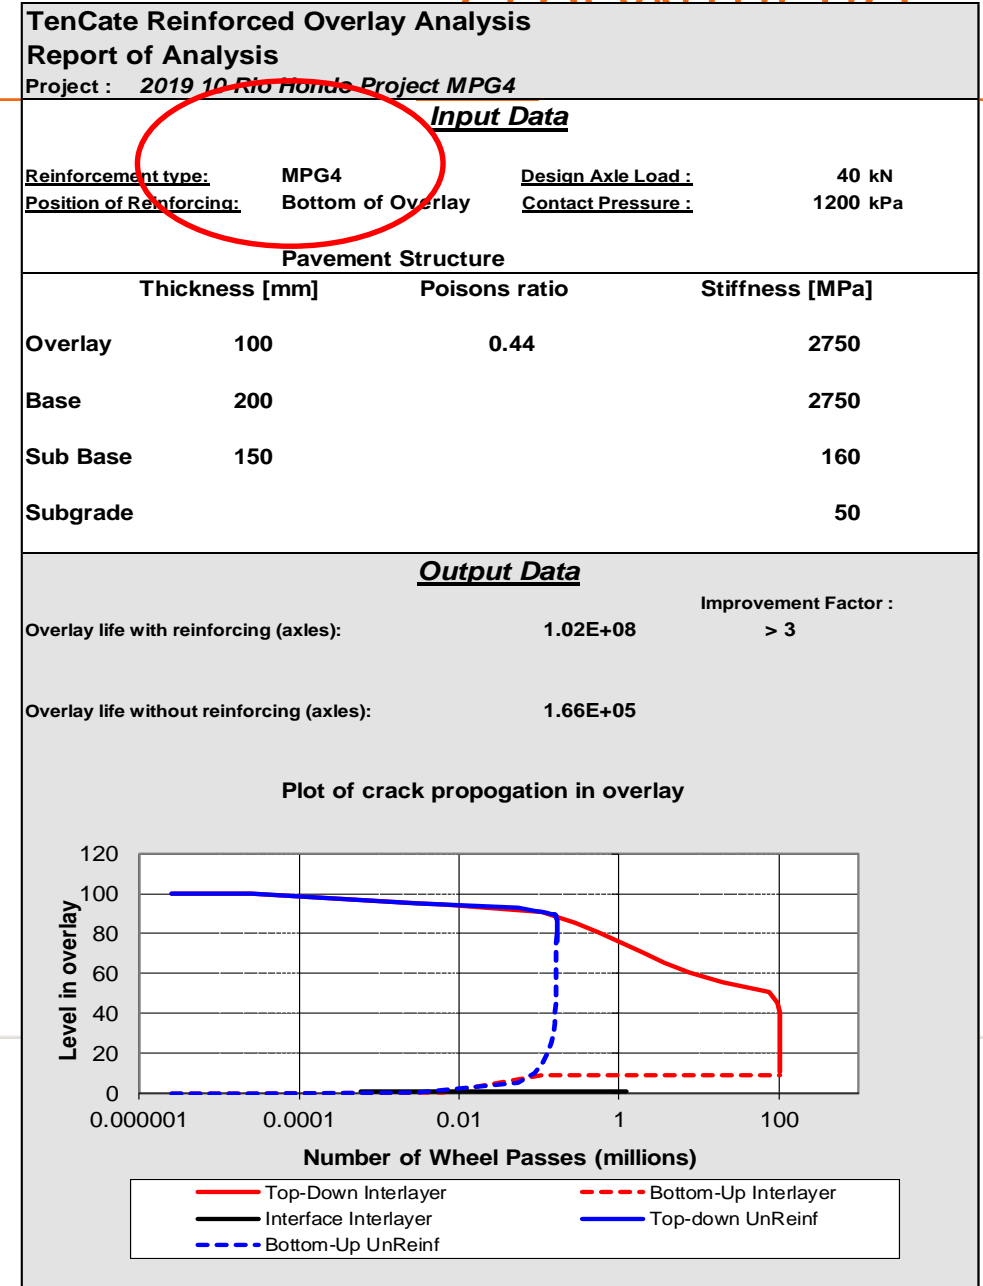 TenCate Reinforced Overlay Analysis
Report of Analysis
Project : 2019 10 Rio Hondo Project MPG4
Input Data
Reinforcement type: MPG4 Design Axle Load : 40 kN
Position of Reinforcing: Bottom of Overlay Contact Pressure : 1200 kPa
Pavement Structure
Thickness [mm] Poisons ratio Stiffness [MPa]
Overlay 100 0.44 2750
Base 200 2750
Sub Base 150 160
Subgrade 50
Output Data
Improvement Factor :
Overlay life with reinforcing (axles): 1.02E+08 > 3
Overlay life without reinforcing (axles): 1.66E+05
Plot of crack propogation in overlay
Level in overlay
120
100
80
60
40
20
0
0.000001 0.0001 0.01 1 100
Number of Wheel Passes (millions)
Top-Down Interlayer Bottom-Up Interlayer
Interface Interlayer Top-down UnReinf
Bottom-Up UnReinf